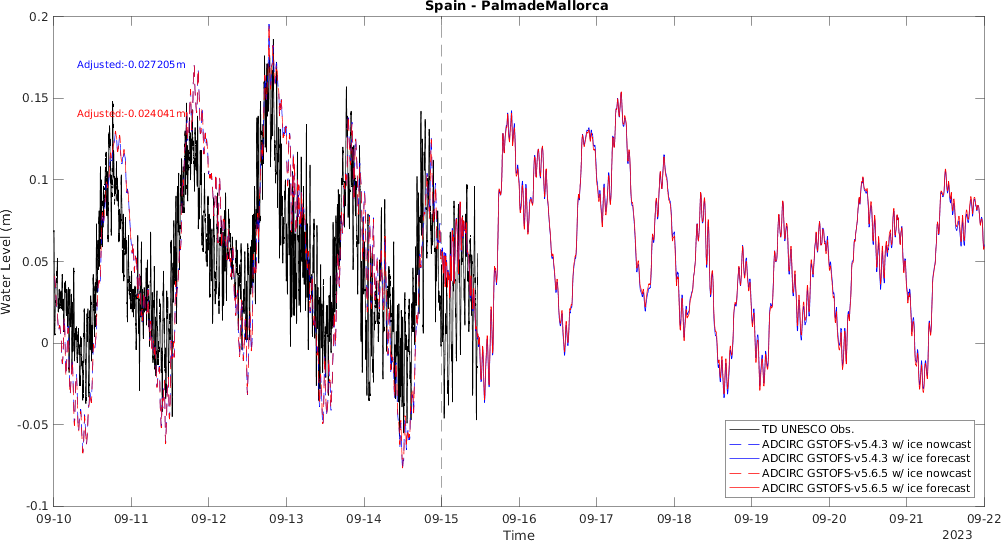 Spain - PalmadeMallorca
Water Level (m)
0.2
0.15
0.1
0.05
0
-0.05
-0.1
Adjusted:-0.027205m
Adjusted:-0.024041m
TD UNESCO Obs.
ADCIRC GSTOFS-v5.4.3 w/ ice nowcast
ADCIRC GSTOFS-v5.4.3 w/ ice forecast
ADCIRC GSTOFS-v5.6.5 w/ ice nowcast
ADCIRC GSTOFS-v5.6.5 w/ ice forecast
09-10 09-11 09-12 09-13 09-14 09-15 09-16 09-17 09-18 09-19 09-20 09-21 09-22
Time
2023